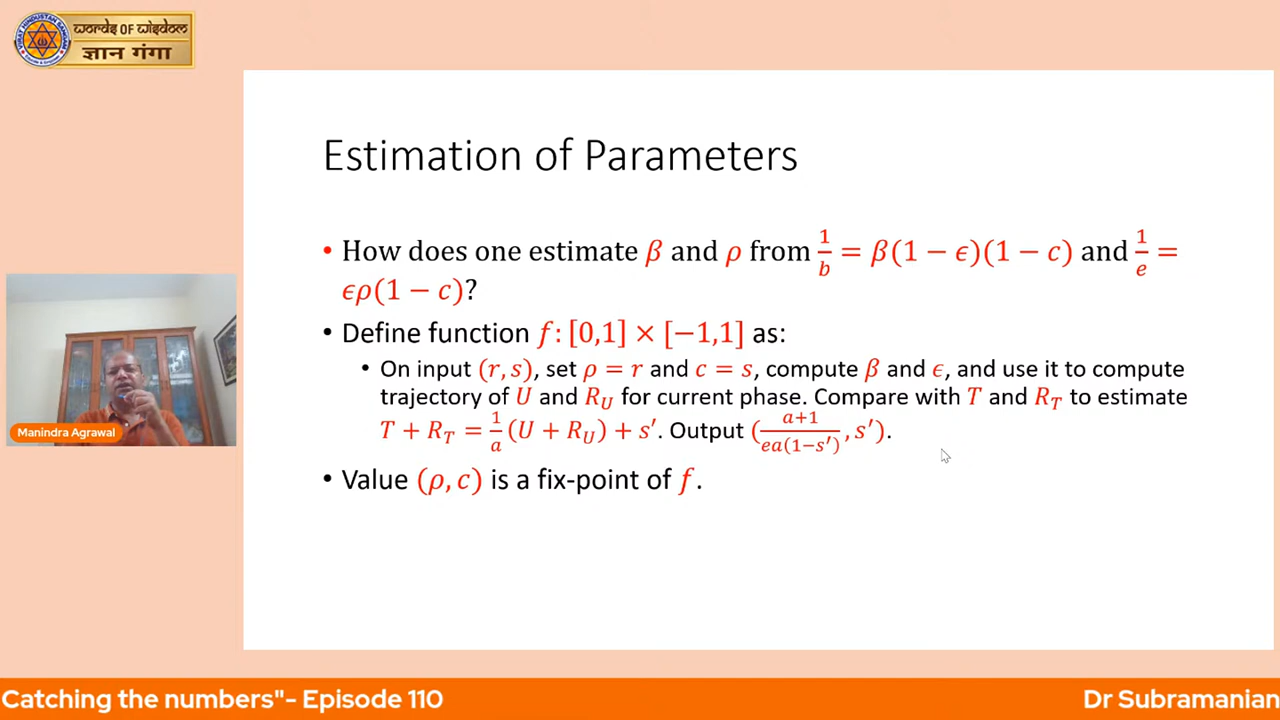 WORDS OF WISDOM
ज्ञान गंगा
Estimation of Parameters
• How does one estimate β and ρ from 1/b = β(1 − ϵ)(1 − c) and 1/e =
ϵρ(1 − c)?
• Define function f: [0,1] × [−1,1] as:
• On input (r, s), set ρ = r and c = s, compute β and ϵ, and use it to compute
trajectory of U and R_U for current phase. Compare with T and R_T to estimate
T + R_T = 1/a (U + R_U) + s′. Output (a+1/ea(1−s′), s′).
• Value (ρ, c) is a fix-point of f.
Manindra Agrawal
Catching the numbers"- Episode 110
Dr Subramanian